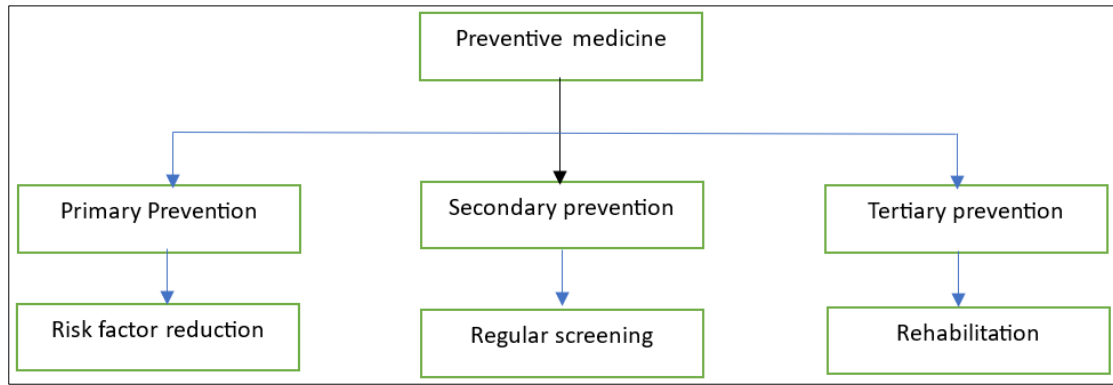 Preventive medicine
Primary Prevention
Secondary prevention
Tertiary prevention
Risk factor reduction
Regular screening
Rehabilitation